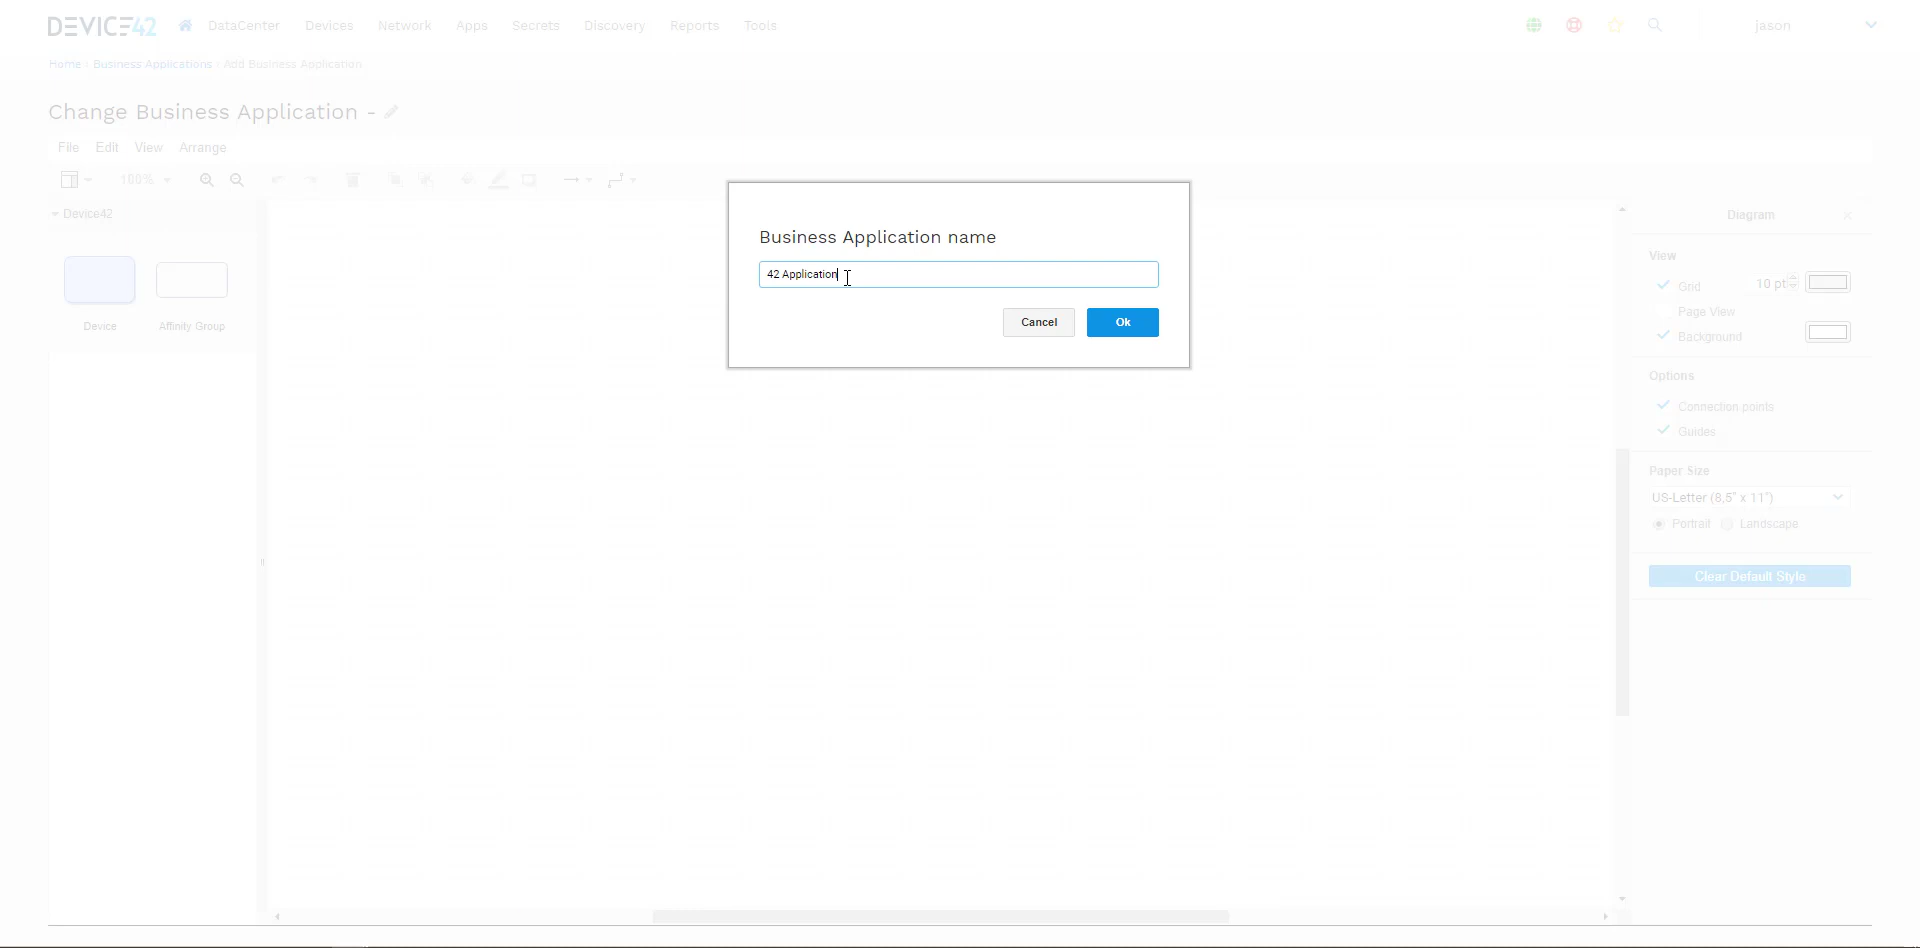 DEVICE42 DataCenter Devices Network Apps Secrets Discovery Reports Tools jason
Home › Business Applications › Add Business Application
Change Business Application -
File Edit View Arrange
100%
Device42
Device Affinity Group
Business Application name
42 Application
Cancel Ok
Diagram
View
Grid 10 pt
Page View
Background
Options
Connection points
Guides
Paper Size
US-Letter (8,5" x 11")
Portrait Landscape
Clear Default Style